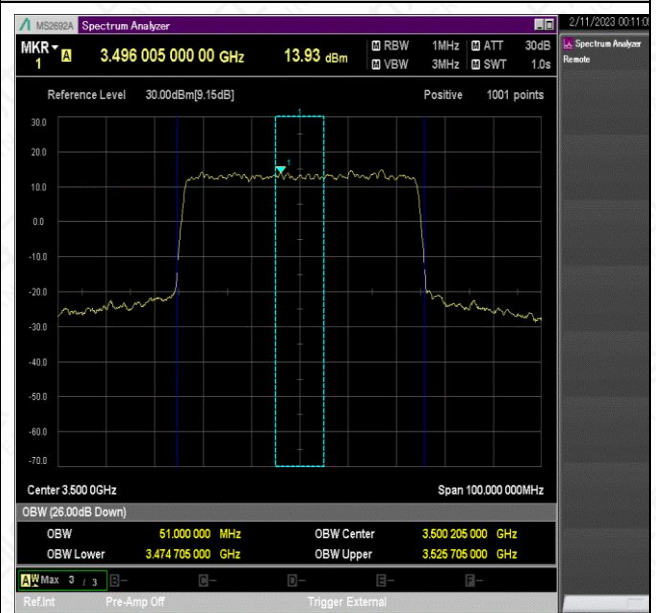 MS2692A Spectrum Analyzer 2/11/2023 00:11:0
MKR 1 A 3.496 005 000 00 GHz 13.93 dBm M RBW 1MHz M ATT 30dB
M VBW 3MHz M SWT 1.0s
Spectrum Analyzer
Remote
Reference Level 30.00dBm[9.15dB] Positive 1001 points
1
30.0
20.0
1
10.0
0.0
-10.0
-20.0
-30.0
-40.0
-50.0
-60.0
-70.0
Center 3.500 0GHz Span 100.000 000MHz
OBW (26.00dB Down)
OBW 51.000 000 MHz OBW Center 3.500 205 000 GHz
OBW Lower 3.474 705 000 GHz OBW Upper 3.525 705 000 GHz
A W Max 3 / 3 B- C- D- E- F-
Ref.Int Pre-Amp Off Trigger External